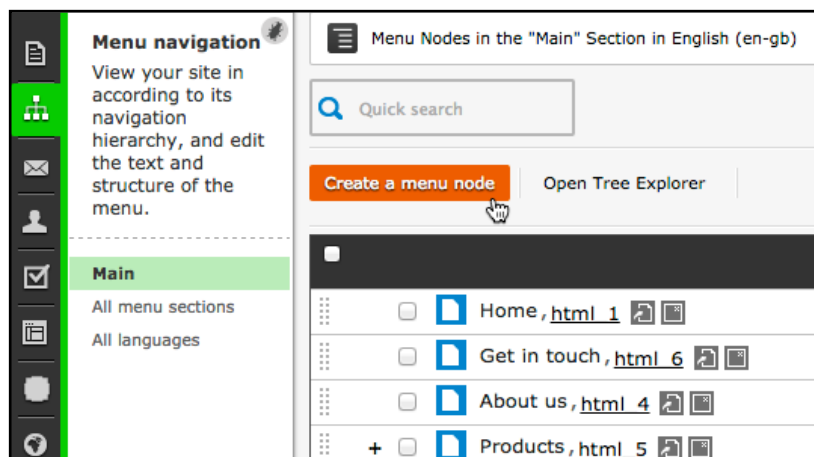 Menu navigation
View your site in
according to its
navigation
hierarchy, and edit
the text and
structure of the
menu.
Main
All menu sections
All languages
Menu Nodes in the "Main" Section in English (en-gb)
Quick search
Create a menu node
Open Tree Explorer
Home, html_1
Get in touch, html_6
About us, html_4
+ Products, html_5